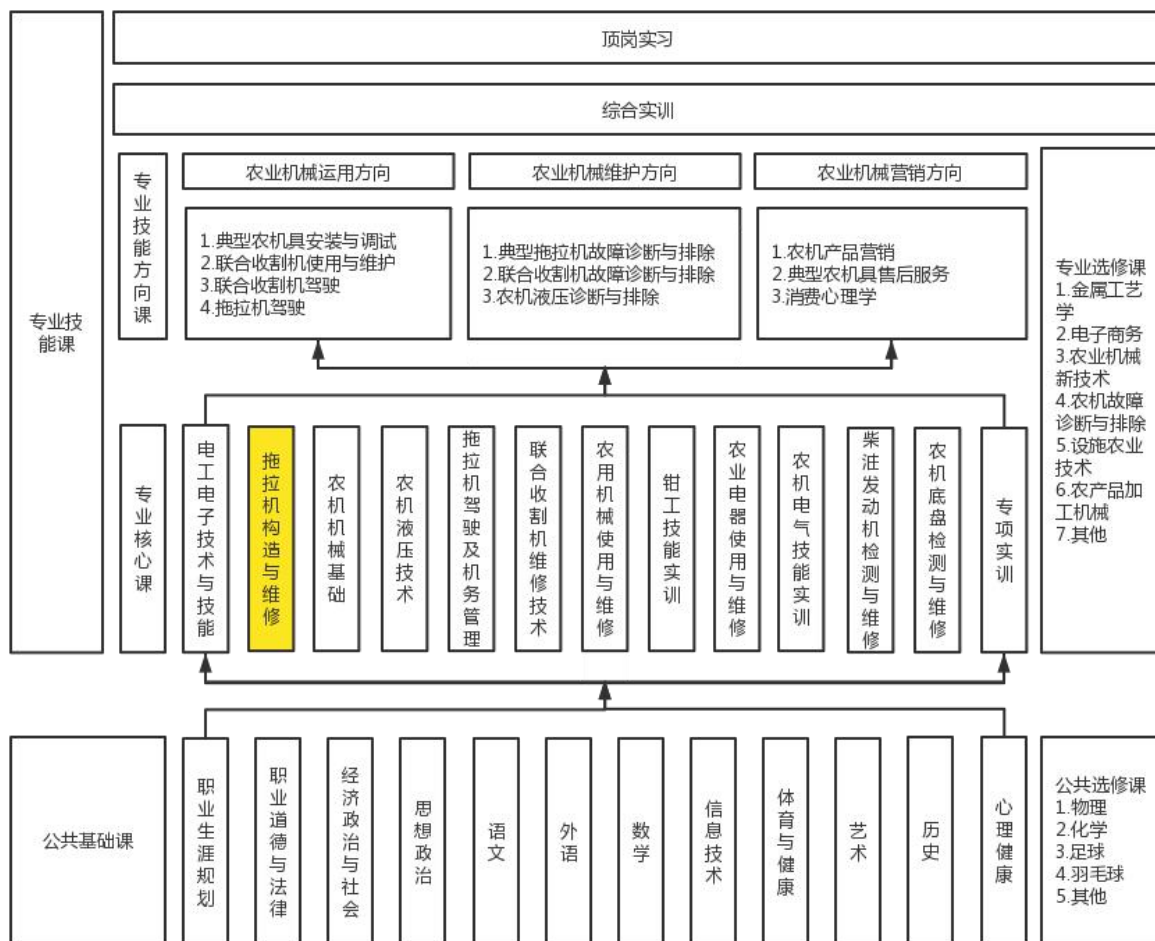 顶岗实习
综合实训
专业技
能课
专业技能方向课
农业机械运用方向
农业机械维护方向
农业机械营销方向
1.典型农机具安装与调试
2.联合收割机使用与维护
3.联合收割机驾驶
4.拖拉机驾驶
1.典型拖拉机故障诊断与排除
2.联合收割机故障诊断与排除
3.农机液压诊断与排除
1.农机产品营销
2.典型农机具售后服务
3.消费心理学
专业选修课
1.金属工艺
学
2.电子商务
3.农业机械
新技术
4.农机故障
诊断与排除
5.设施农业
技术
6.农产品加
工机械
7.其他
专业核心课
电工电子技术与技能
拖拉机构造与维修
农机机械基础
农机液压技术
拖拉机驾驶及机务管理
联合收割机维修技术
农用机械使用与维修
钳工技能实训
农业电器使用与维修
农机电气技能实训
柴油发动机检测与维修
农机底盘检测与维修
专项实训
公共基础课
职业生涯规划
职业道德与法律
经济政治与社会
思想政治
语文
外语
数学
信息技术
体育与健康
艺术
历史
心理健康
公共选修课
1.物理
2.化学
3.足球
4.羽毛球
5.其他